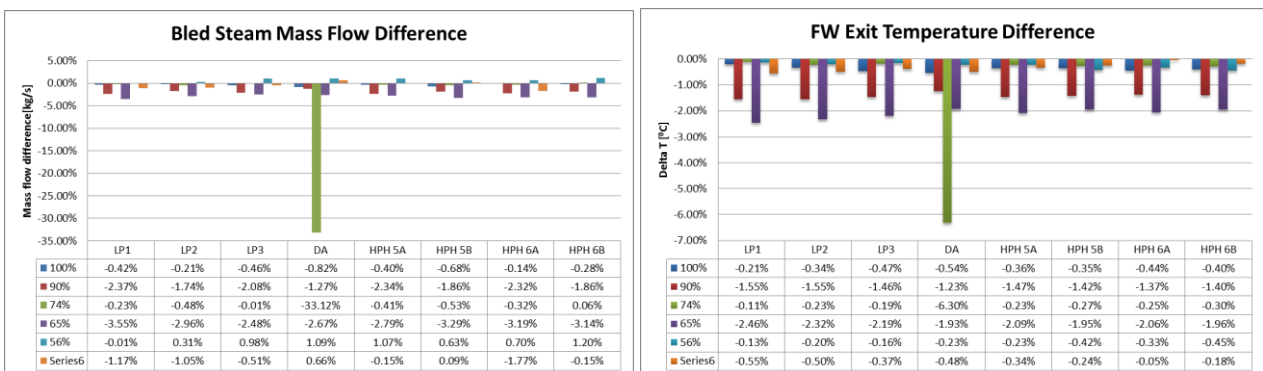 Bled Steam Mass Flow Difference
5.00%
0.00%
-5.00%
-10.00%
-15.00%
-20.00%
-25.00%
-30.00%
-35.00%
Mass flow difference[kg/s]
LP1 LP2 LP3 DA HPH 5A HPH 5B HPH 6A HPH 6B
100% -0.42% -0.21% -0.46% -0.82% -0.40% -0.68% -0.14% -0.28%
90% -2.37% -1.74% -2.08% -1.27% -2.34% -1.86% -2.32% -1.86%
74% -0.23% -0.48% -0.01% -33.12% -0.41% -0.53% -0.32% 0.06%
65% -3.55% -2.96% -2.48% -2.67% -2.79% -3.29% -3.19% -3.14%
56% -0.01% 0.31% 0.98% 1.09% 1.07% 0.63% 0.70% 1.20%
Series6 -1.17% -1.05% -0.51% 0.66% -0.15% 0.09% -1.77% -0.15%
FW Exit Temperature Difference
0.00%
-1.00%
-2.00%
-3.00%
-4.00%
-5.00%
-6.00%
-7.00%
Delta T [ºC]
LP1 LP2 LP3 DA HPH 5A HPH 5B HPH 6A HPH 6B
100% -0.21% -0.34% -0.47% -0.54% -0.36% -0.35% -0.44% -0.40%
90% -1.55% -1.55% -1.46% -1.23% -1.47% -1.42% -1.37% -1.40%
74% -0.11% -0.23% -0.19% -6.30% -0.23% -0.27% -0.25% -0.30%
65% -2.46% -2.32% -2.19% -1.93% -2.09% -1.95% -2.06% -1.96%
56% -0.13% -0.20% -0.16% -0.23% -0.23% -0.42% -0.33% -0.45%
Series6 -0.55% -0.50% -0.37% -0.48% -0.34% -0.24% -0.05% -0.18%